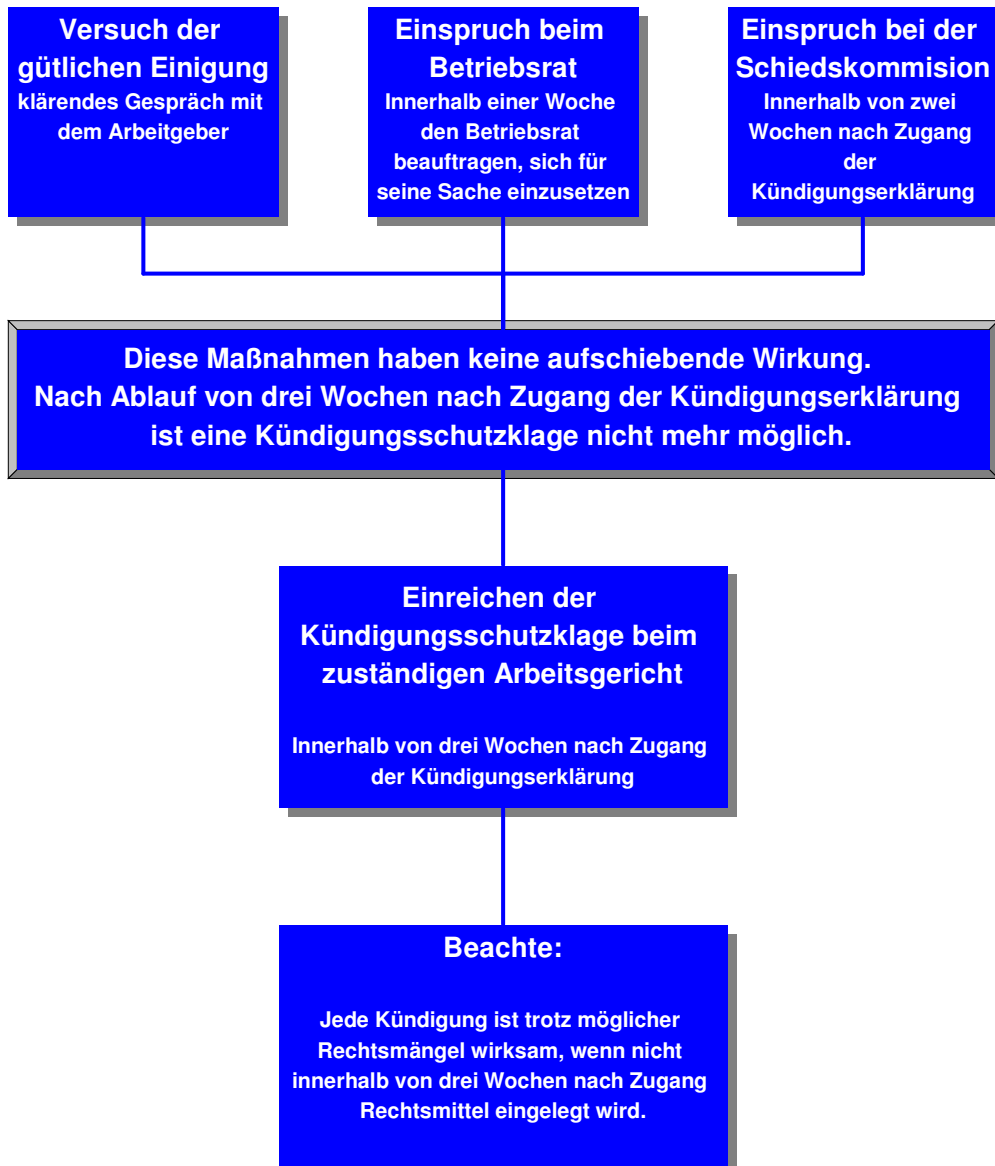 Versuch der
gütlichen Einigung
klärendes Gespräch mit
dem Arbeitgeber
Einspruch beim
Betriebsrat
Innerhalb einer Woche
den Betriebsrat
beauftragen, sich für
seine Sache einzusetzen
Einspruch bei der
Schiedskommision
Innerhalb von zwei
Wochen nach Zugang
der
Kündigungserklärung
Diese Maßnahmen haben keine aufschiebende Wirkung.
Nach Ablauf von drei Wochen nach Zugang der Kündigungserklärung
ist eine Kündigungsschutzklage nicht mehr möglich.
Einreichen der
Kündigungsschutzklage beim
zuständigen Arbeitsgericht
Innerhalb von drei Wochen nach Zugang
der Kündigungserklärung
Beachte:
Jede Kündigung ist trotz möglicher
Rechtsmängel wirksam, wenn nicht
innerhalb von drei Wochen nach Zugang
Rechtsmittel eingelegt wird.